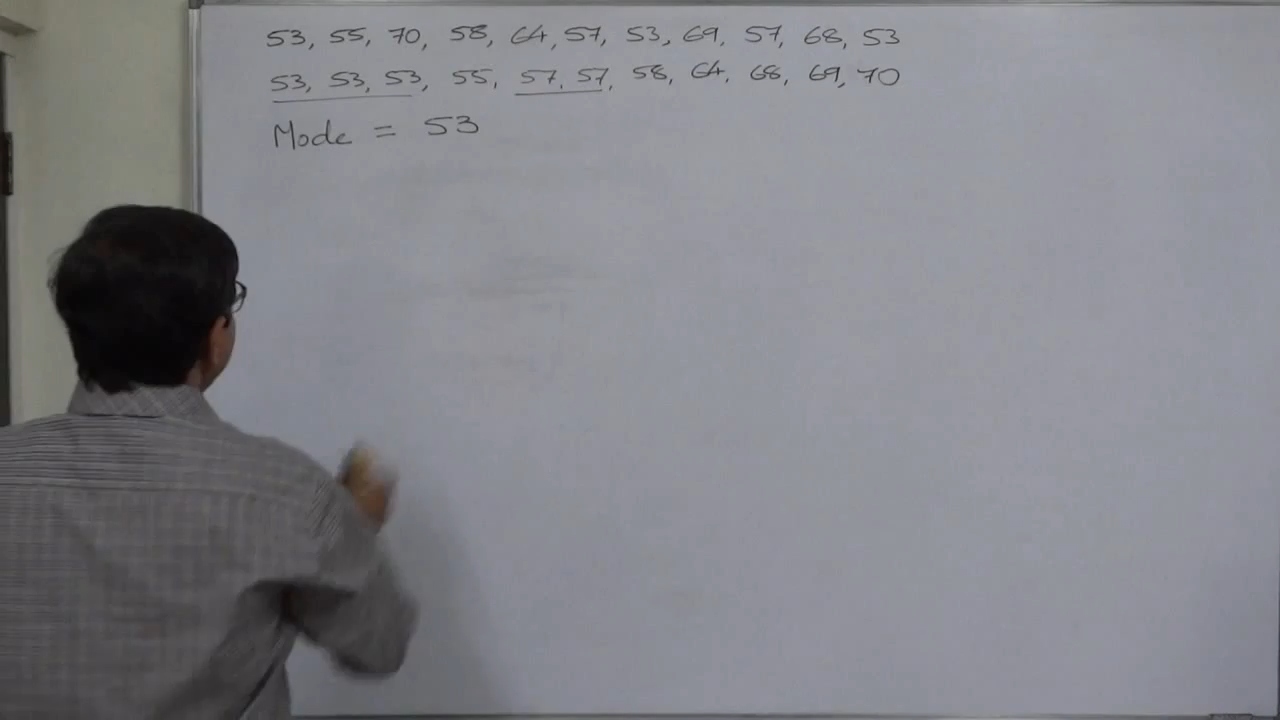 53, 55, 70, 58, 64, 57, 53, 69, 57, 68, 53
53, 53, 53, 55, 57, 57, 58, 64, 68, 69, 70
Mode = 53